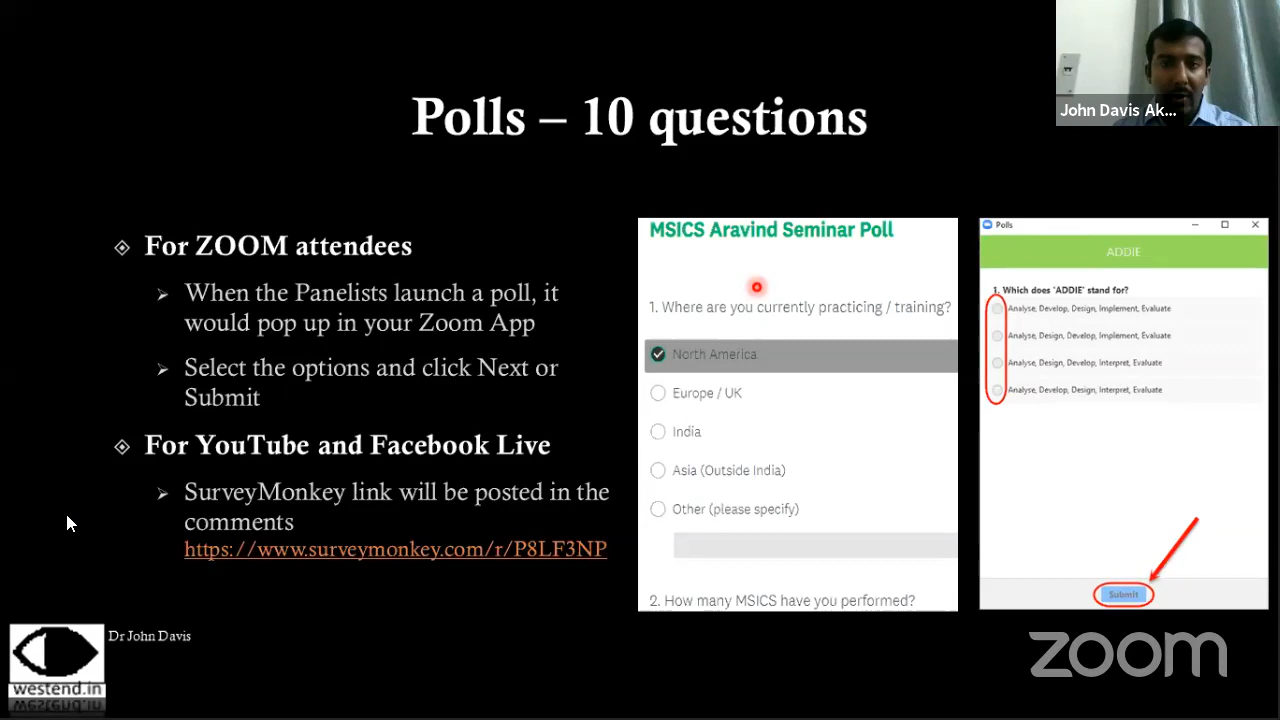 John Davis Ak...
Polls – 10 questions
For ZOOM attendees
When the Panelists launch a poll, it
would pop up in your Zoom App
Select the options and click Next or
Submit
For YouTube and Facebook Live
SurveyMonkey link will be posted in the
comments
https://www.surveymonkey.com/r/P8LF3NP
MSICS Aravind Seminar Poll
1. Where are you currently practicing / training?
North America
Europe / UK
India
Asia (Outside India)
Other (please specify)
2. How many MSICS have you performed?
Polls
ADDIE
1. Which does 'ADDIE' stand for?
Analyse, Develop, Design, Implement, Evaluate
Analyse, Design, Develop, Implement, Evaluate
Analyse, Design, Develop, Interpret, Evaluate
Analyse, Develop, Design, Interpret, Evaluate
Submit
Dr John Davis
westend.in
zoom